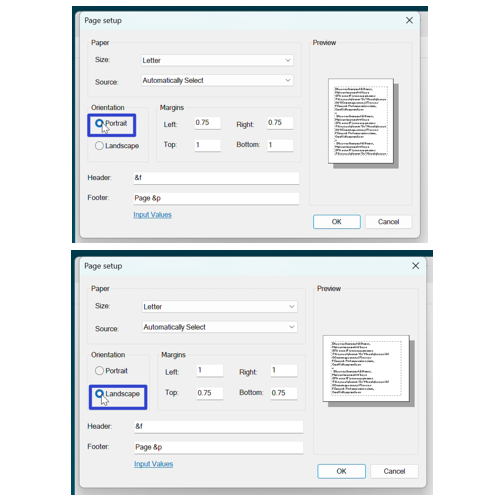 Page setup
Paper
Preview
Size: Letter
Source: Automatically Select
Orientation
Margins
Portrait
Left: 0.75 Right: 0.75
Landscape
Top: 1 Bottom: 1
Header: &f
Footer: Page &p
Input Values
OK Cancel
Page setup
Paper
Preview
Size: Letter
Source: Automatically Select
Orientation
Margins
Portrait
Left: 1 Right: 1
Landscape
Top: 0.75 Bottom: 0.75
Header: &f
Footer: Page &p
Input Values
OK Cancel